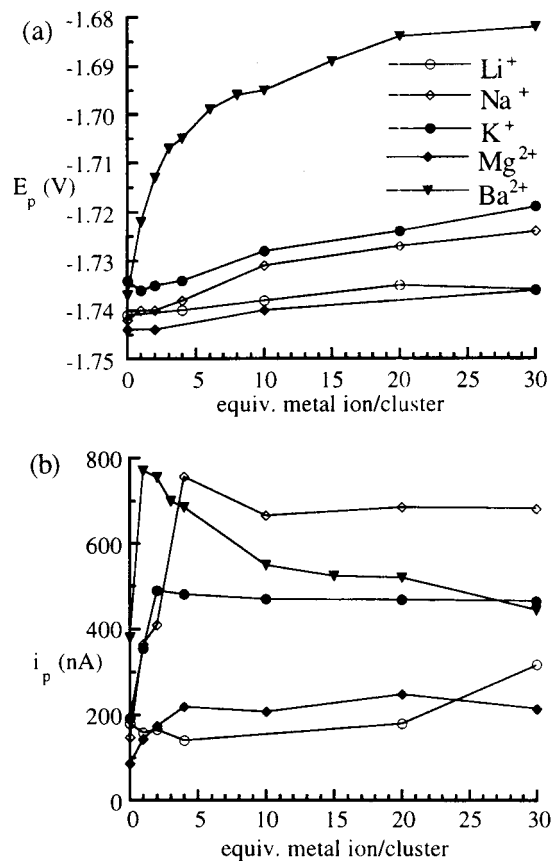 (a)
-1.68
-1.69
-1.70
-1.71
E_p (V)
-1.72
-1.73
-1.74
-1.75
Li⁺
Na⁺
K⁺
Mg²⁺
Ba²⁺
0 5 10 15 20 25 30
equiv. metal ion/cluster
(b)
800
600
400
i_p (nA)
200
0
0 5 10 15 20 25 30
equiv. metal ion/cluster